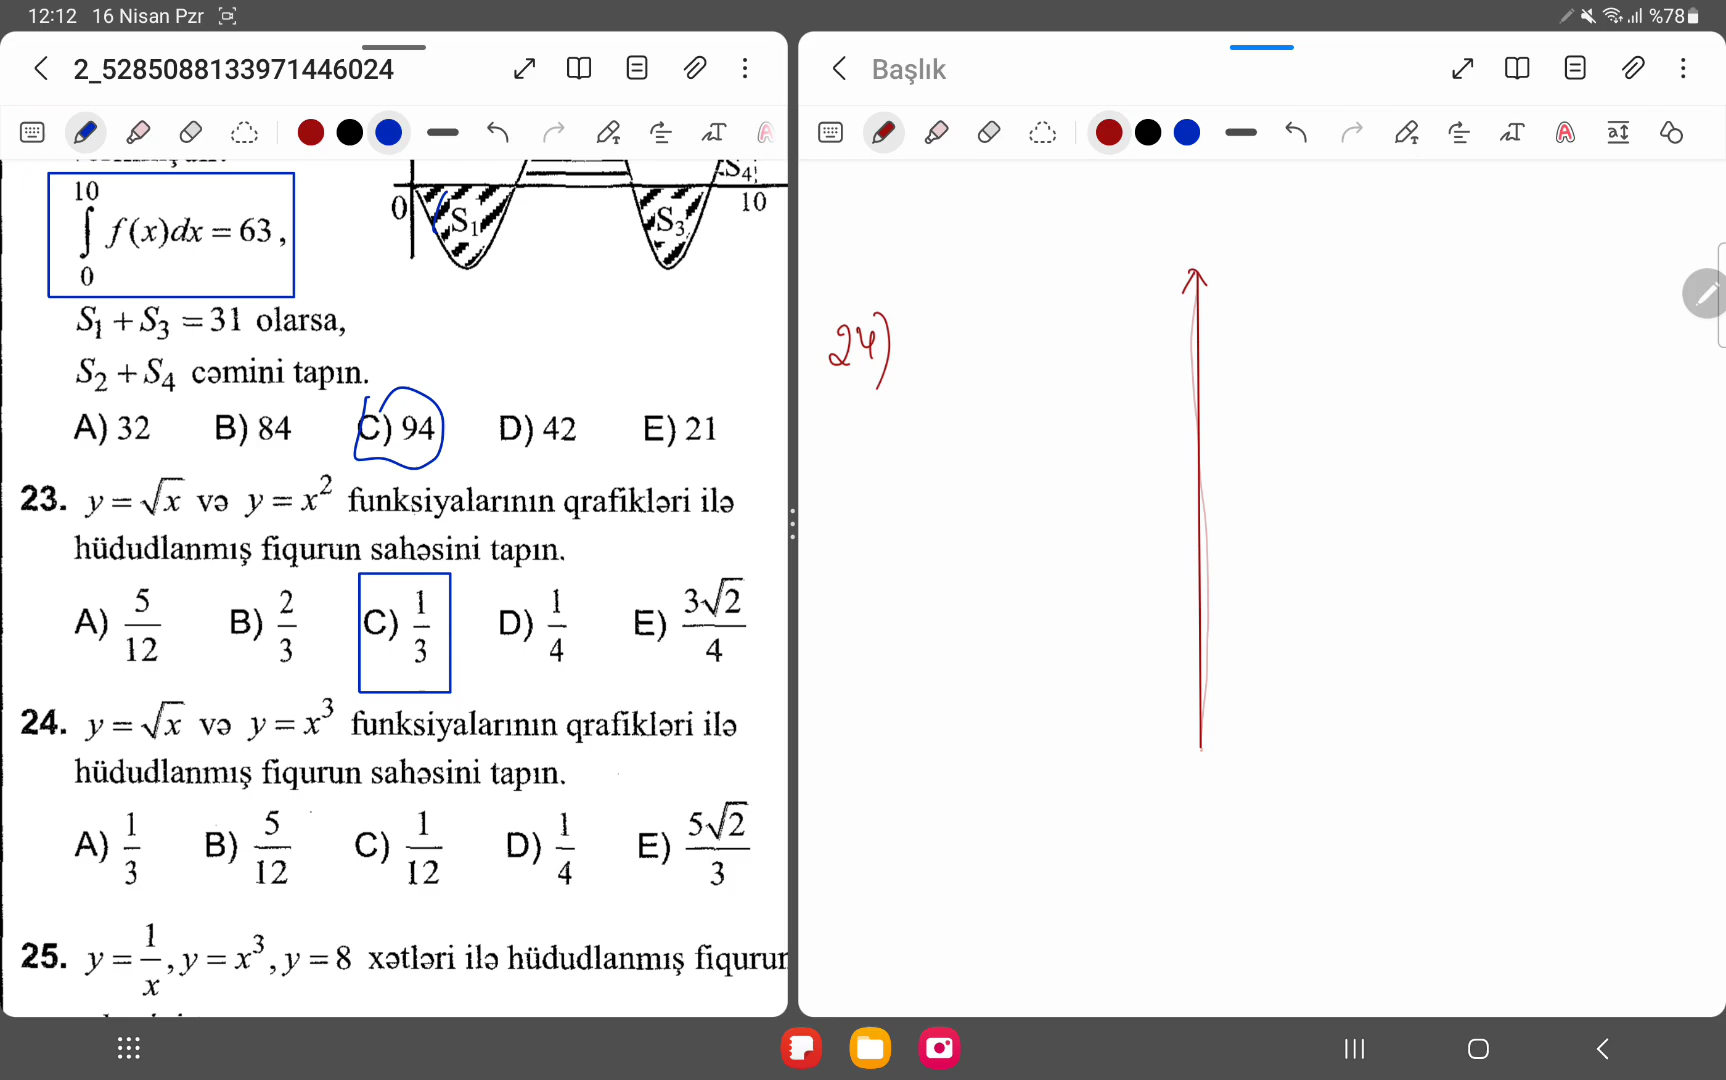 12:12 16 Nisan Pzr %78
2_5285088133971446024
Başlık
10
∫ f(x)dx = 63,
0
0 S₁ S₃ S₄ 10
S₁ + S₃ = 31 olarsa,
S₂ + S₄ cəmini tapın.
A) 32 B) 84 C) 94 D) 42 E) 21
23. y = √x və y = x² funksiyalarının qrafikləri ilə
hüdudlanmış fiqurun sahəsini tapın.
A) 5/12 B) 2/3 C) 1/3 D) 1/4 E) 3√2/4
24. y = √x və y = x³ funksiyalarının qrafikləri ilə
hüdudlanmış fiqurun sahəsini tapın.
A) 1/3 B) 5/12 C) 1/12 D) 1/4 E) 5√2/3
25. y = 1/x, y = x³, y = 8 xətləri ilə hüdudlanmış fiqurun
24)